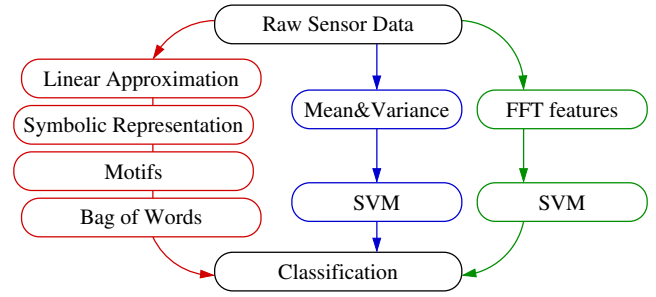 Raw Sensor Data
Linear Approximation
Symbolic Representation
Motifs
Bag of Words
Mean&Variance
SVM
FFT features
SVM
Classification